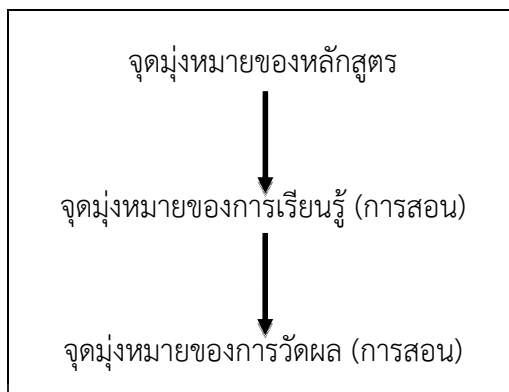 จุดมุ่งหมายของหลักสูตร
จุดมุ่งหมายของการเรียนรู้ (การสอน)
จุดมุ่งหมายของการวัดผล (การสอน)